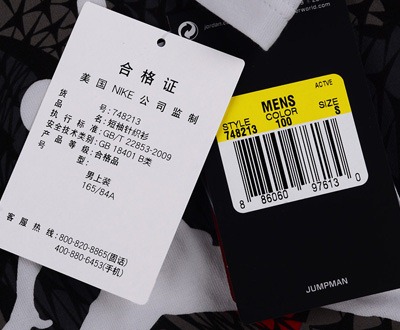 合格证
美国 NIKE 公司监制
货号: 748213
品名: 短袖针织衫
执行标准: GB/T 22853-2009
安全技术类别: GB 18401 B类
产品等级: 合格品
号型:
男上装
165/84A
客服热线: 800-820-8865(固话)
400-880-6453(手机)
ACTVE
MENS
STYLE COLOR SIZE
748213 100 S
8 86060 97613 0
JUMPMAN